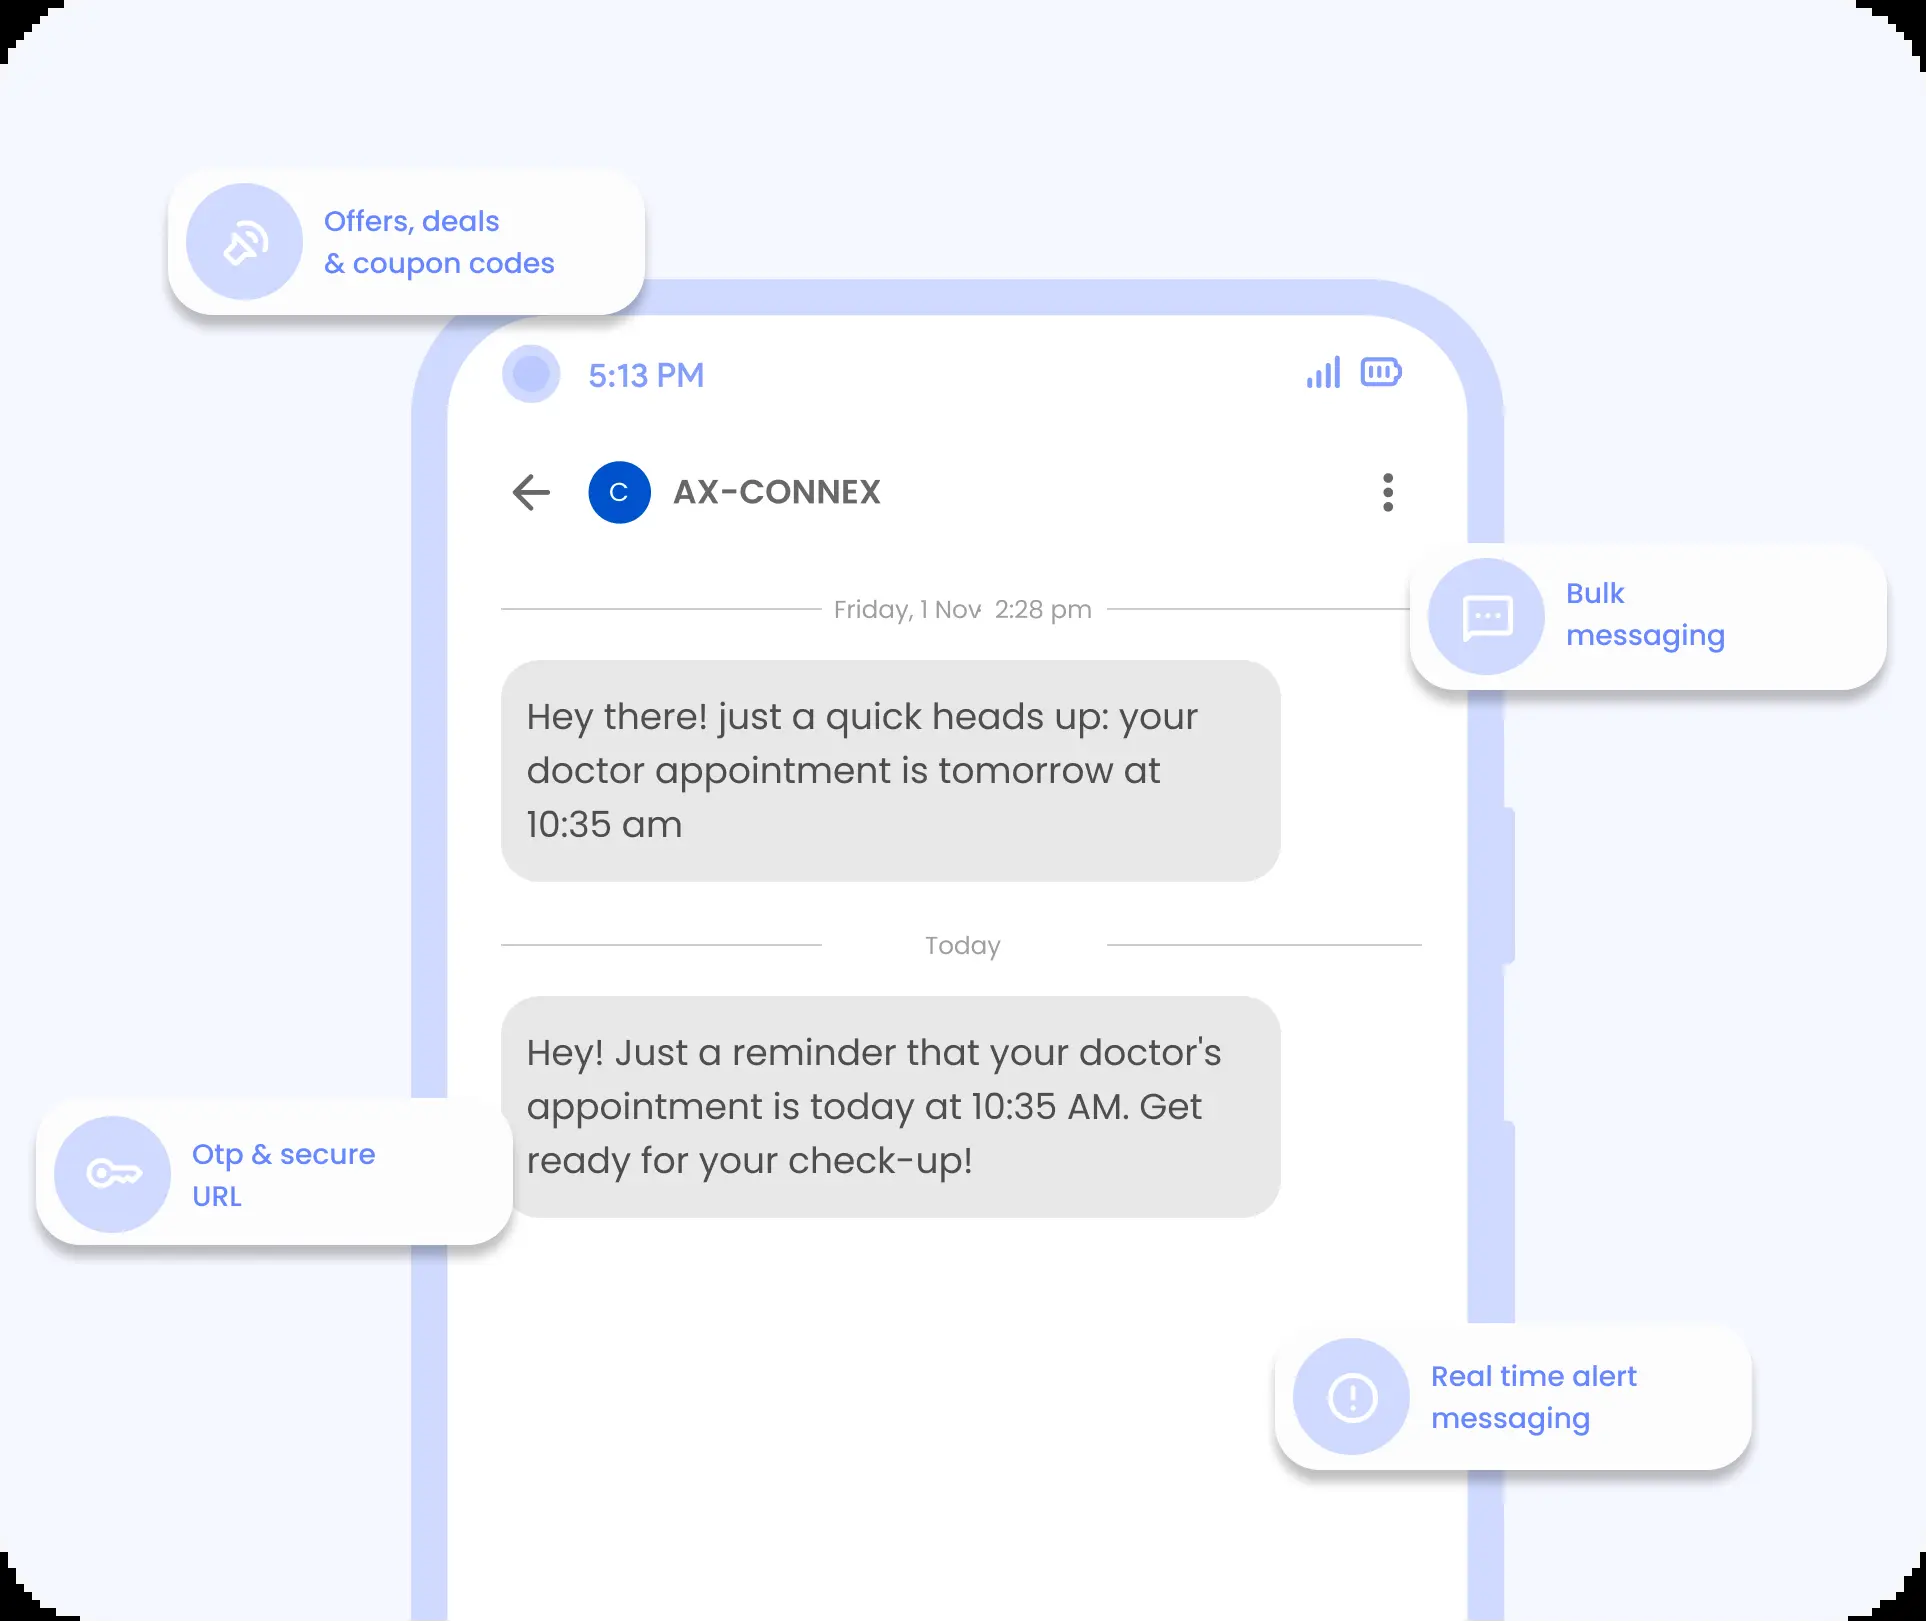 Offers, deals
& coupon codes
5:13 PM
C
AX-CONNEX
Friday, 1 Nov 2:28 pm
Bulk
messaging
Hey there! just a quick heads up: your
doctor appointment is tomorrow at
10:35 am
Today
Hey! Just a reminder that your doctor's
appointment is today at 10:35 AM. Get
ready for your check-up!
Otp & secure
URL
Real time alert
messaging